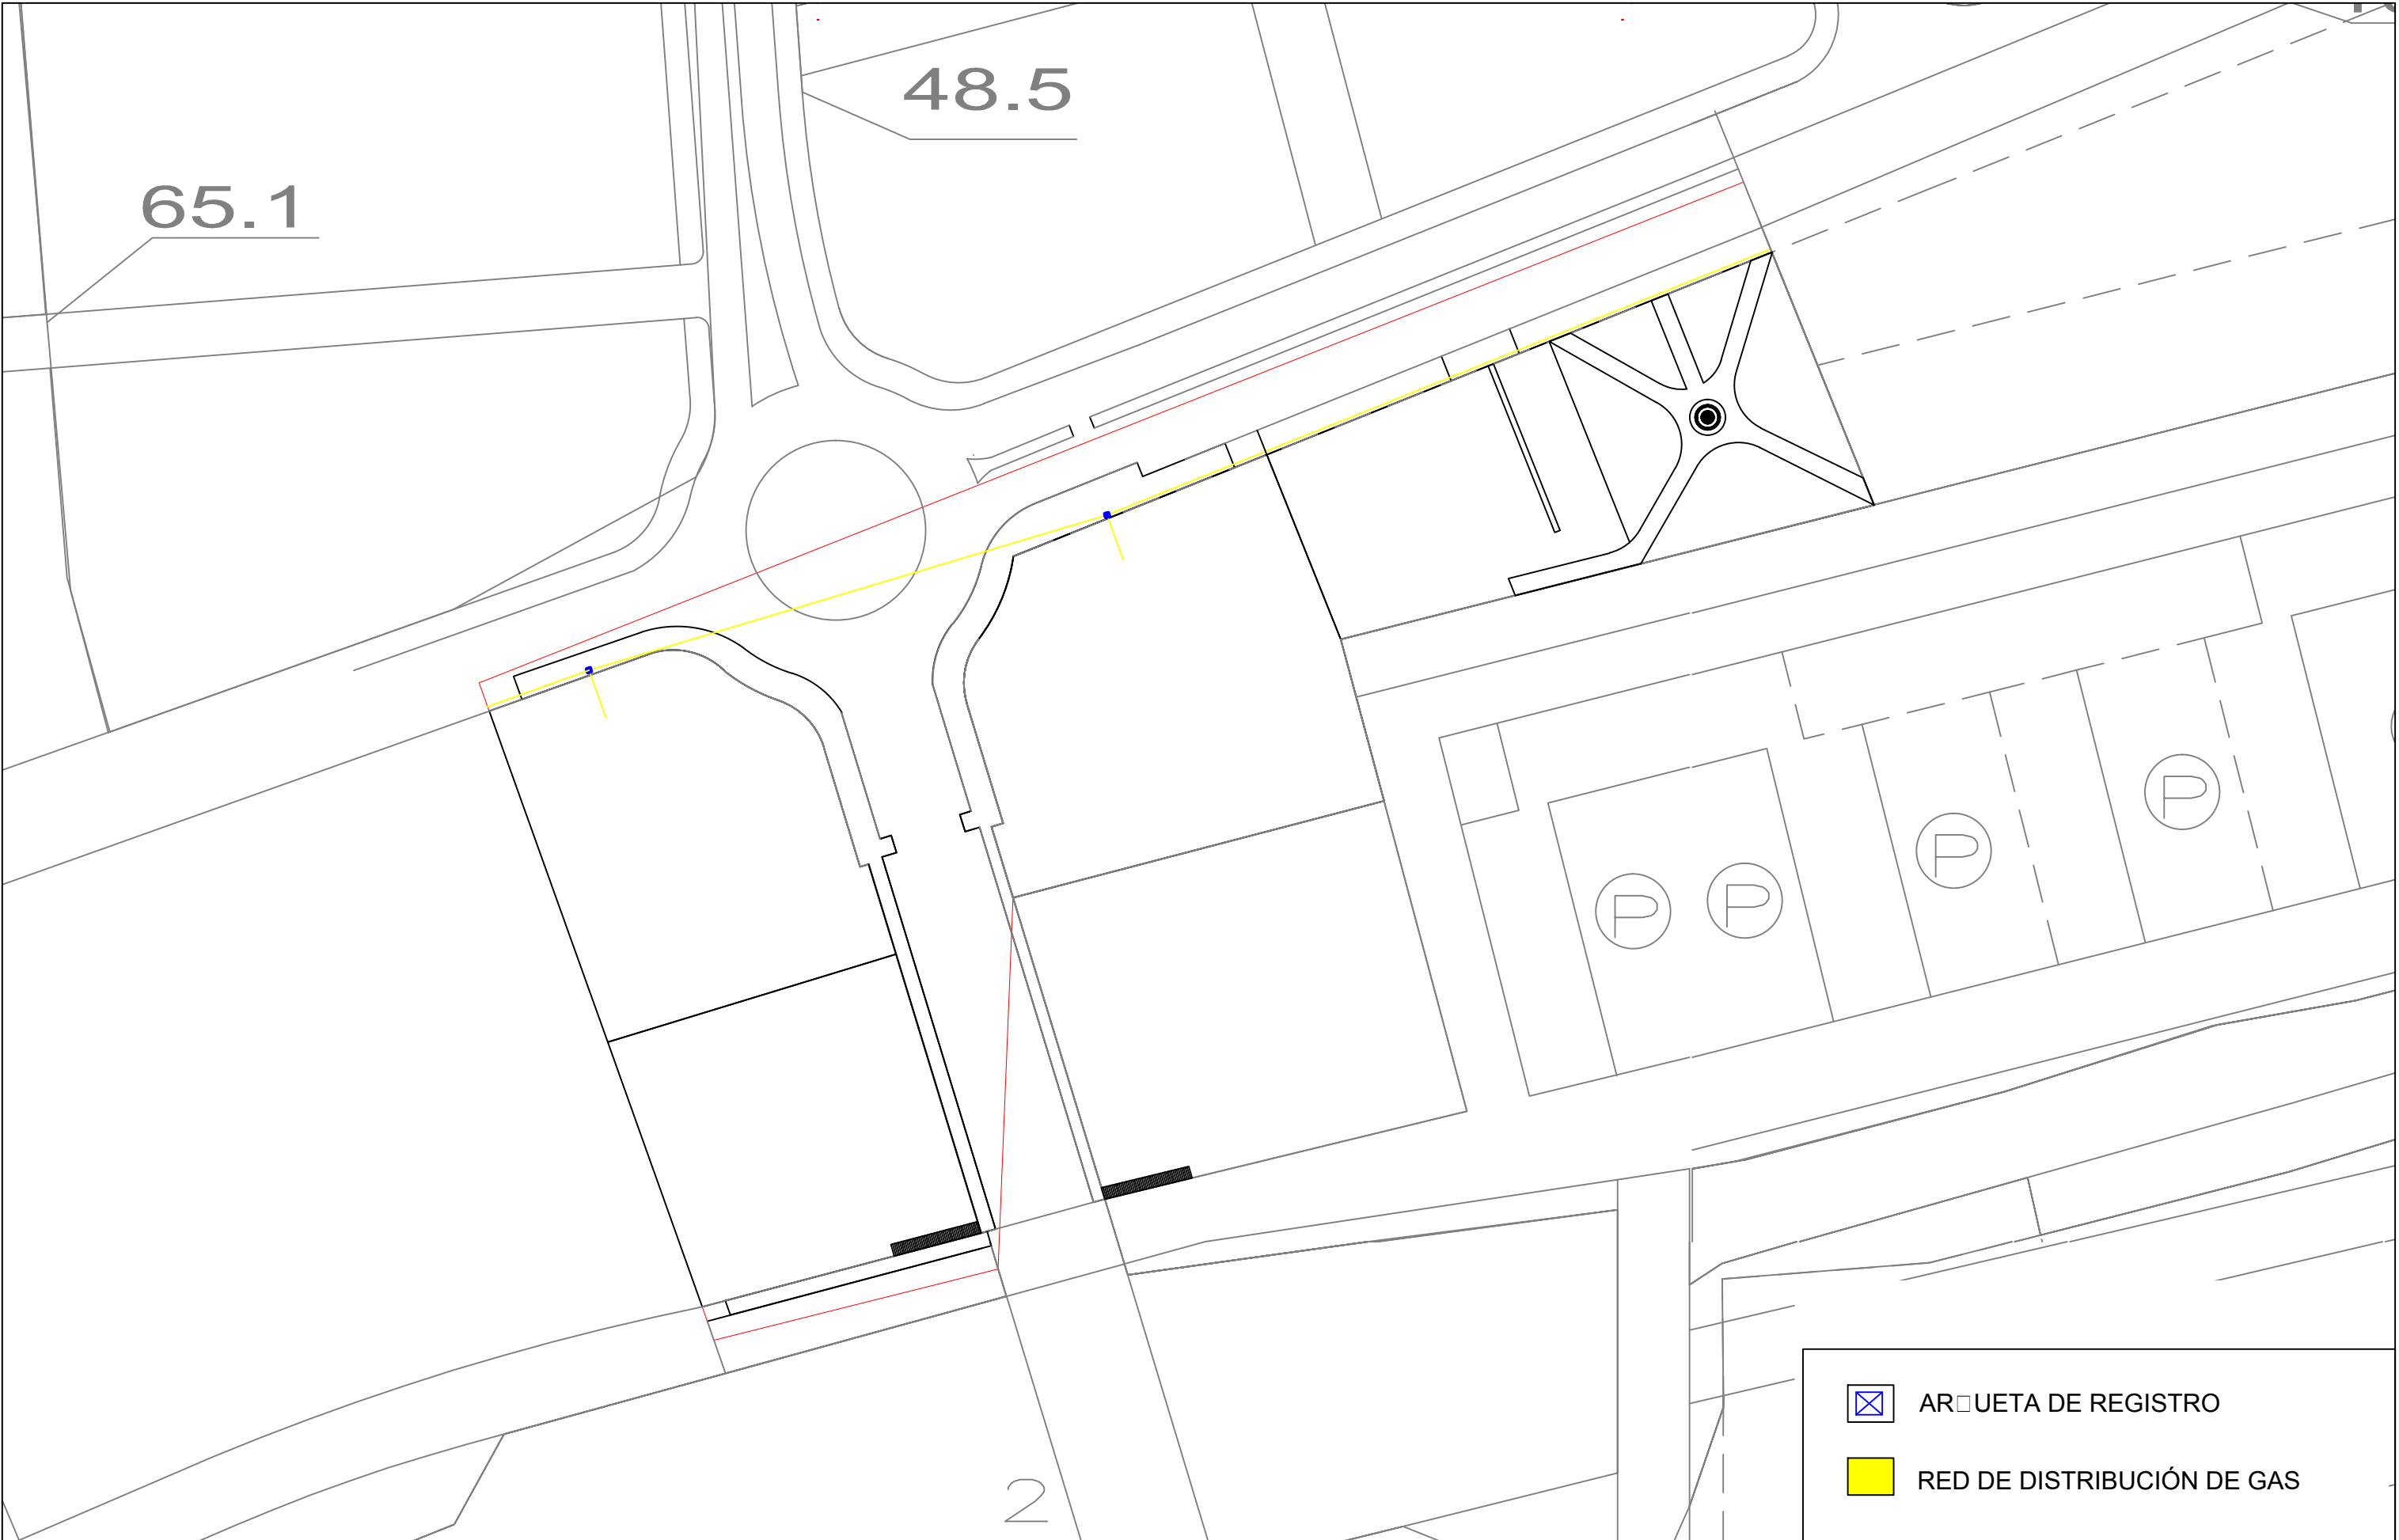 48.5
65.1
P
P
P
P
AR□UETA DE REGISTRO
RED DE DISTRIBUCIÓN DE GAS
2